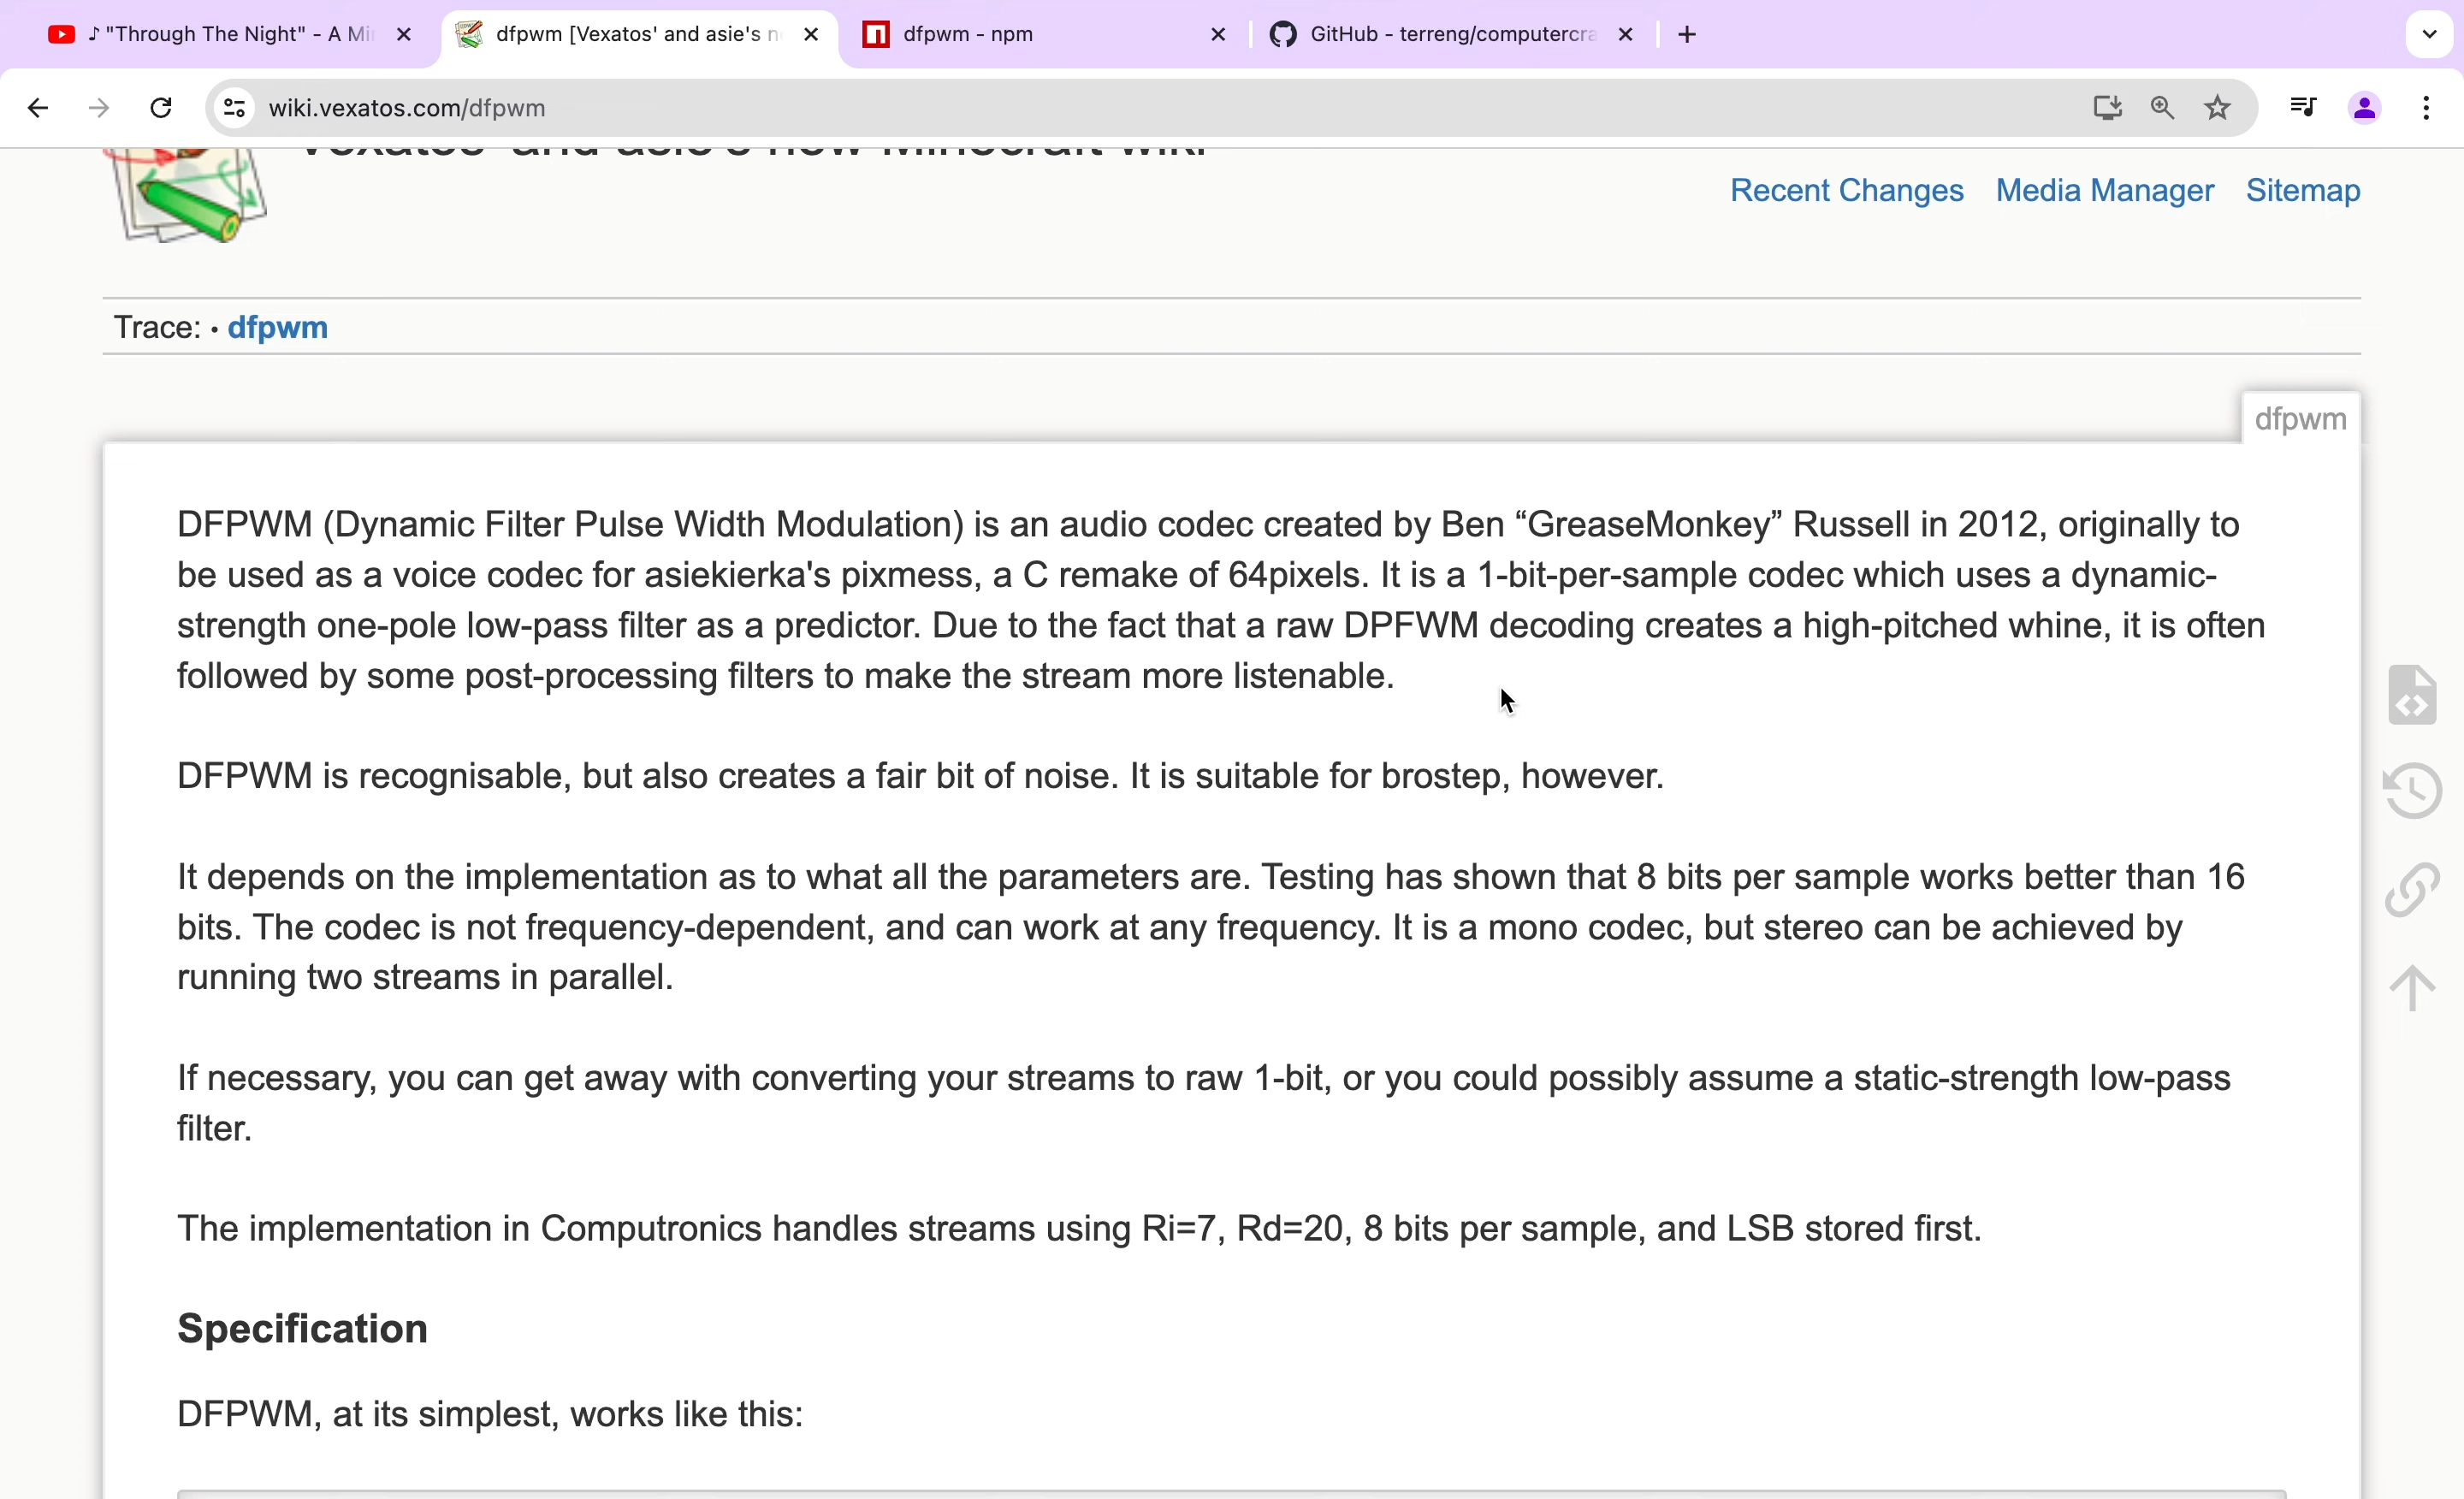 ♪ "Through The Night" - A Mi
dfpwm [Vexatos' and asie's n
dfpwm - npm
GitHub - terreng/computercra
wiki.vexatos.com/dfpwm
Vexatos' and asie's new Minecraft wiki
Recent Changes Media Manager Sitemap
Trace: • dfpwm
dfpwm
DFPWM (Dynamic Filter Pulse Width Modulation) is an audio codec created by Ben “GreaseMonkey” Russell in 2012, originally to
be used as a voice codec for asiekierka's pixmess, a C remake of 64pixels. It is a 1-bit-per-sample codec which uses a dynamic-
strength one-pole low-pass filter as a predictor. Due to the fact that a raw DPFWM decoding creates a high-pitched whine, it is often
followed by some post-processing filters to make the stream more listenable.
DFPWM is recognisable, but also creates a fair bit of noise. It is suitable for brostep, however.
It depends on the implementation as to what all the parameters are. Testing has shown that 8 bits per sample works better than 16
bits. The codec is not frequency-dependent, and can work at any frequency. It is a mono codec, but stereo can be achieved by
running two streams in parallel.
If necessary, you can get away with converting your streams to raw 1-bit, or you could possibly assume a static-strength low-pass
filter.
The implementation in Computronics handles streams using Ri=7, Rd=20, 8 bits per sample, and LSB stored first.
Specification
DFPWM, at its simplest, works like this: